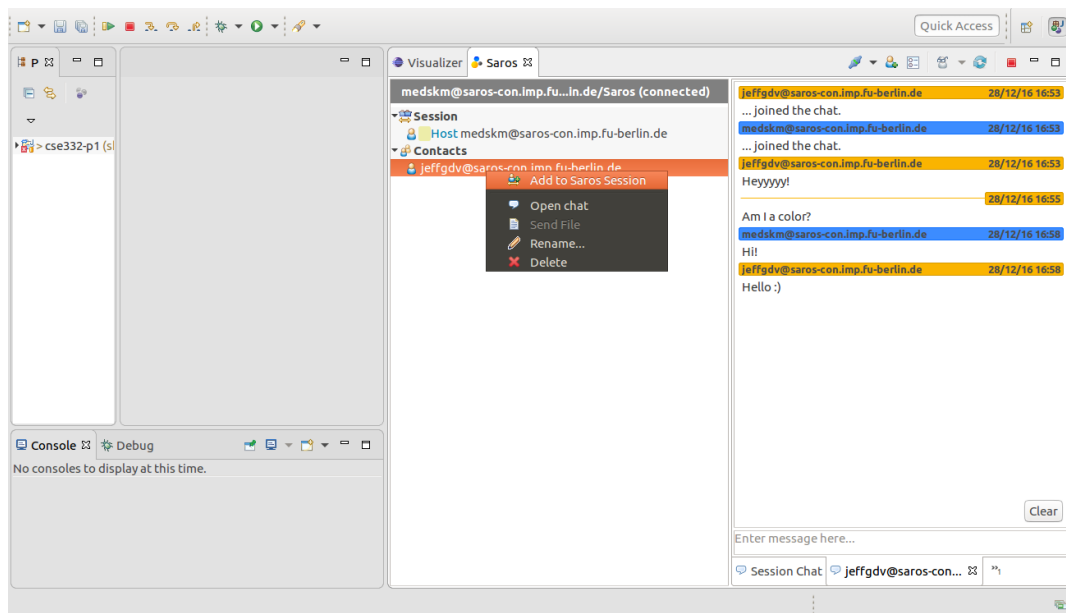 Quick Access
P
> cse332-p1 (sl
Visualizer
Saros
medskm@saros-con.imp.fu...in.de/Saros (connected)
Session
Host medskm@saros-con.imp.fu-berlin.de
Contacts
jeffgdv@saros-con.imp.fu-berlin.de
Add to Saros Session
Open chat
Send File
Rename...
Delete
jeffgdv@saros-con.imp.fu-berlin.de 28/12/16 16:53
... joined the chat.
medskm@saros-con.imp.fu-berlin.de 28/12/16 16:53
... joined the chat.
jeffgdv@saros-con.imp.fu-berlin.de 28/12/16 16:53
Heyyyyy!
28/12/16 16:55
Am I a color?
medskm@saros-con.imp.fu-berlin.de 28/12/16 16:58
Hi!
jeffgdv@saros-con.imp.fu-berlin.de 28/12/16 16:58
Hello :)
Clear
Enter message here...
Session Chat
jeffgdv@saros-con...
»1
Console
Debug
No consoles to display at this time.